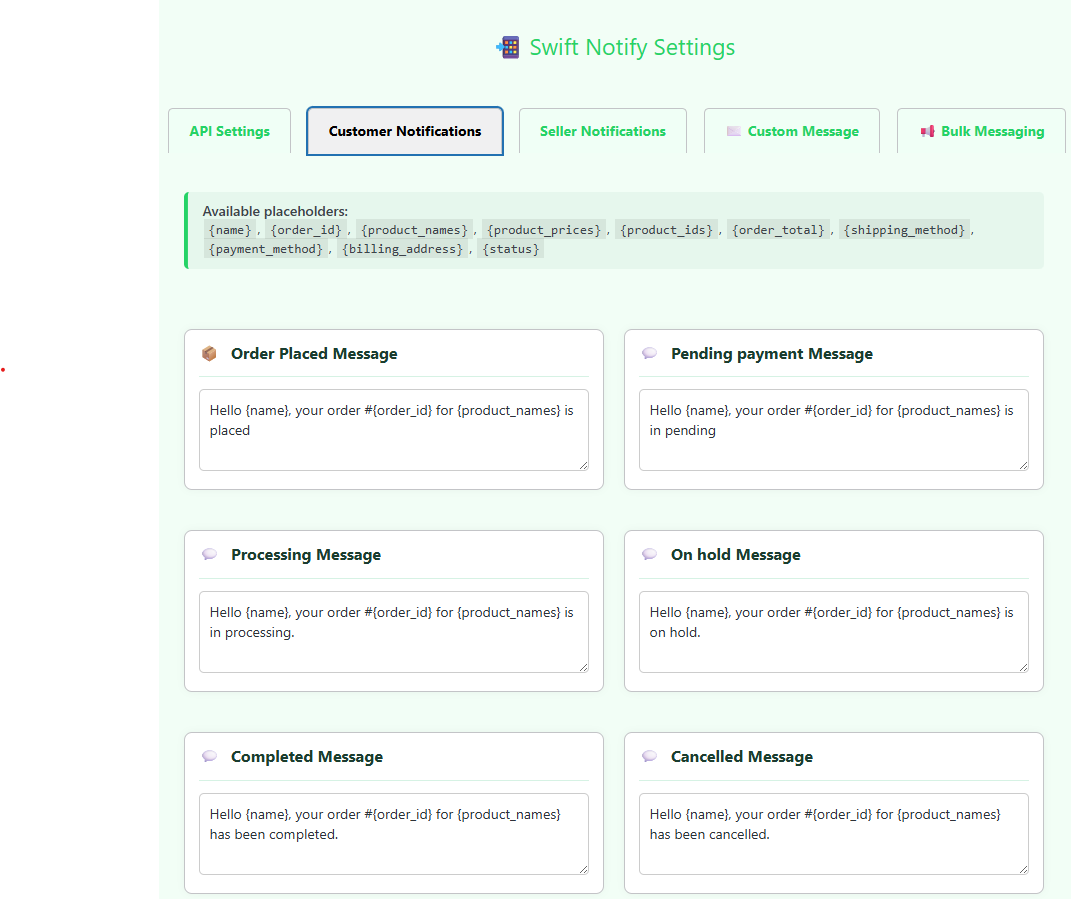 Swift Notify Settings
API Settings
Customer Notifications
Seller Notifications
Custom Message
Bulk Messaging
Available placeholders:
{name} , {order_id} , {product_names} , {product_prices} , {product_ids} , {order_total} , {shipping_method} ,
{payment_method} , {billing_address} , {status}
Order Placed Message
Hello {name}, your order #{order_id} for {product_names} is
placed
Pending payment Message
Hello {name}, your order #{order_id} for {product_names} is
in pending
Processing Message
Hello {name}, your order #{order_id} for {product_names} is
in processing.
On hold Message
Hello {name}, your order #{order_id} for {product_names} is
on hold.
Completed Message
Hello {name}, your order #{order_id} for {product_names}
has been completed.
Cancelled Message
Hello {name}, your order #{order_id} for {product_names}
has been cancelled.